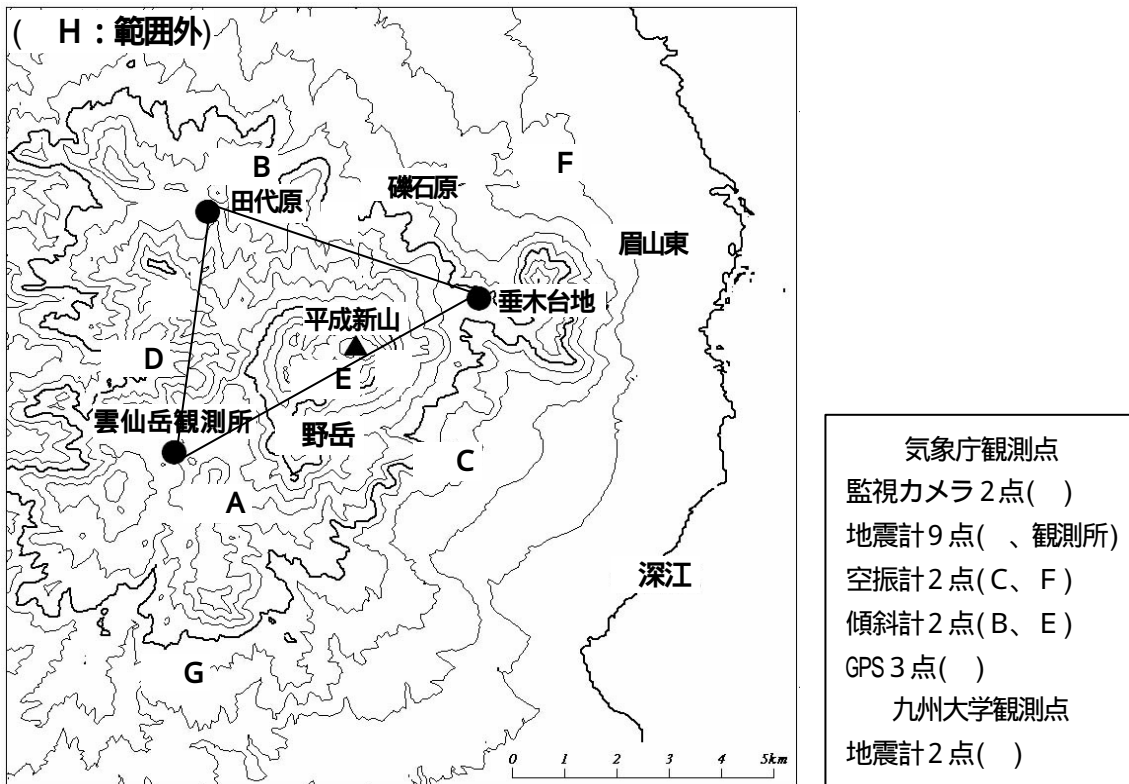 ( H：範囲外)
F
B
田代原
礫石原
眉山東
垂木台地
平成新山
D
E
雲仙岳観測所
野岳
C
A
深江
G
0 1 2 3 4 5km
気象庁観測点
監視カメラ２点( )
地震計９点( 、観測所)
空振計２点(Ｃ、Ｆ)
傾斜計２点(Ｂ、Ｅ)
GPS３点( )
九州大学観測点
地震計２点( )